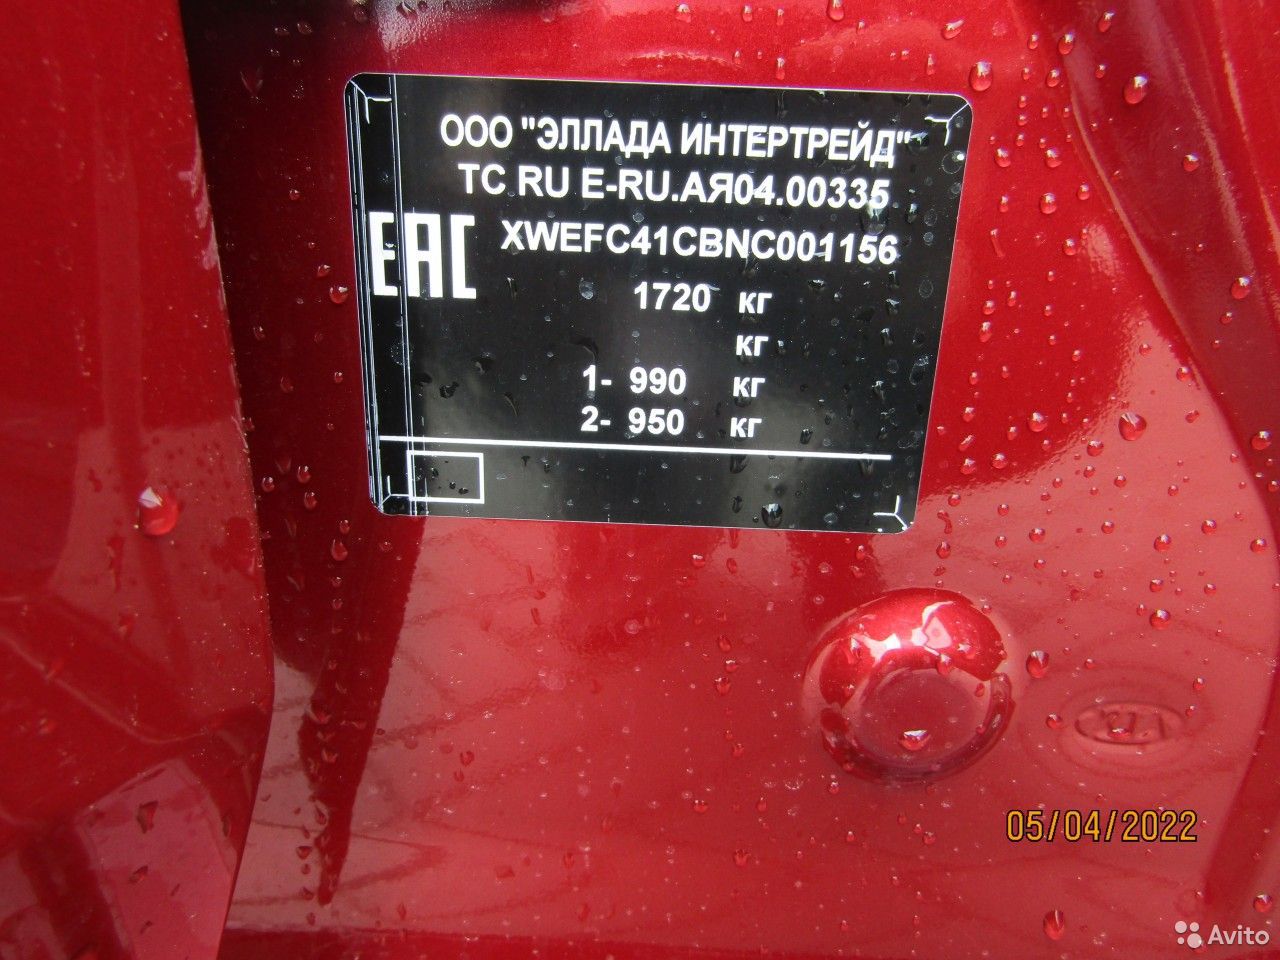 ООО "ЭЛЛАДА ИНТЕРТРЕЙД"
ТС RU E-RU.АЯ04.00335
EAC
XWEFC41CBNC001156
1720 кг
кг
1- 990 кг
2- 950 кг
KIA
05/04/2022
Avito